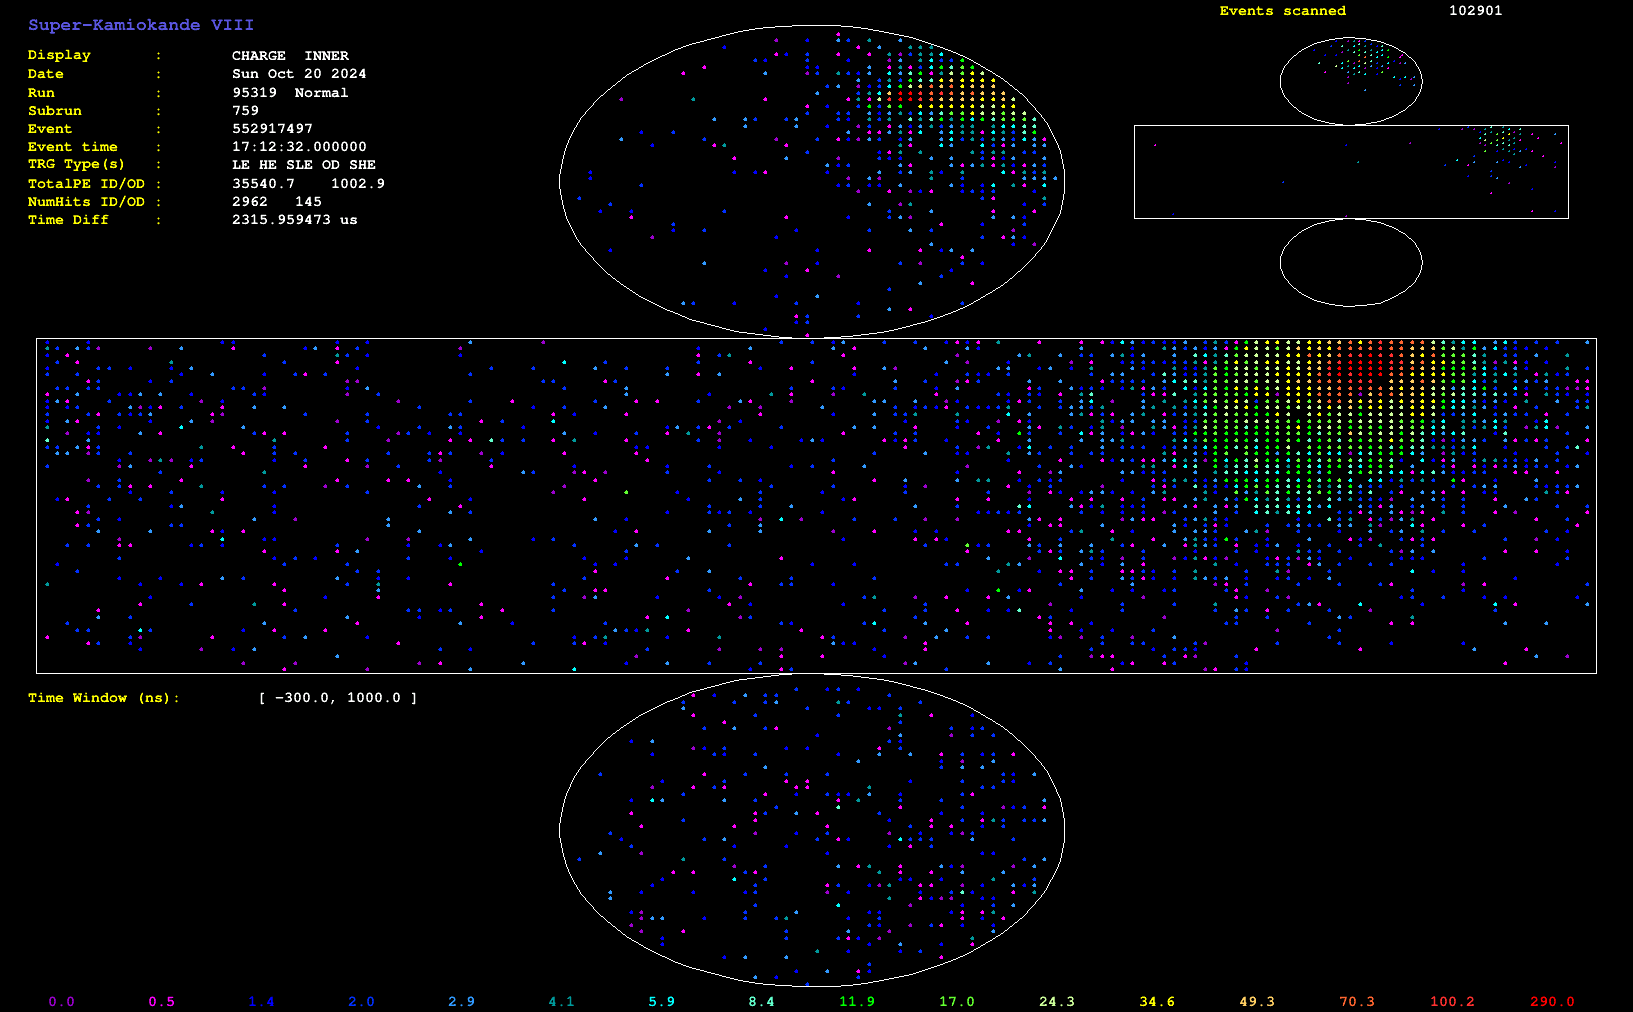 Super-Kamiokande VIII
Events scanned 102901
Display : CHARGE INNER
Date : Sun Oct 20 2024
Run : 95319 Normal
Subrun : 759
Event : 552917497
Event time : 17:12:32.000000
TRG Type(s) : LE HE SLE OD SHE
TotalPE ID/OD : 35540.7 1002.9
NumHits ID/OD : 2962 145
Time Diff : 2315.959473 us
Time Window (ns): [ -300.0, 1000.0 ]
0.0 0.5 1.4 2.0 2.9 4.1 5.9 8.4 11.9 17.0 24.3 34.6 49.3 70.3 100.2 290.0